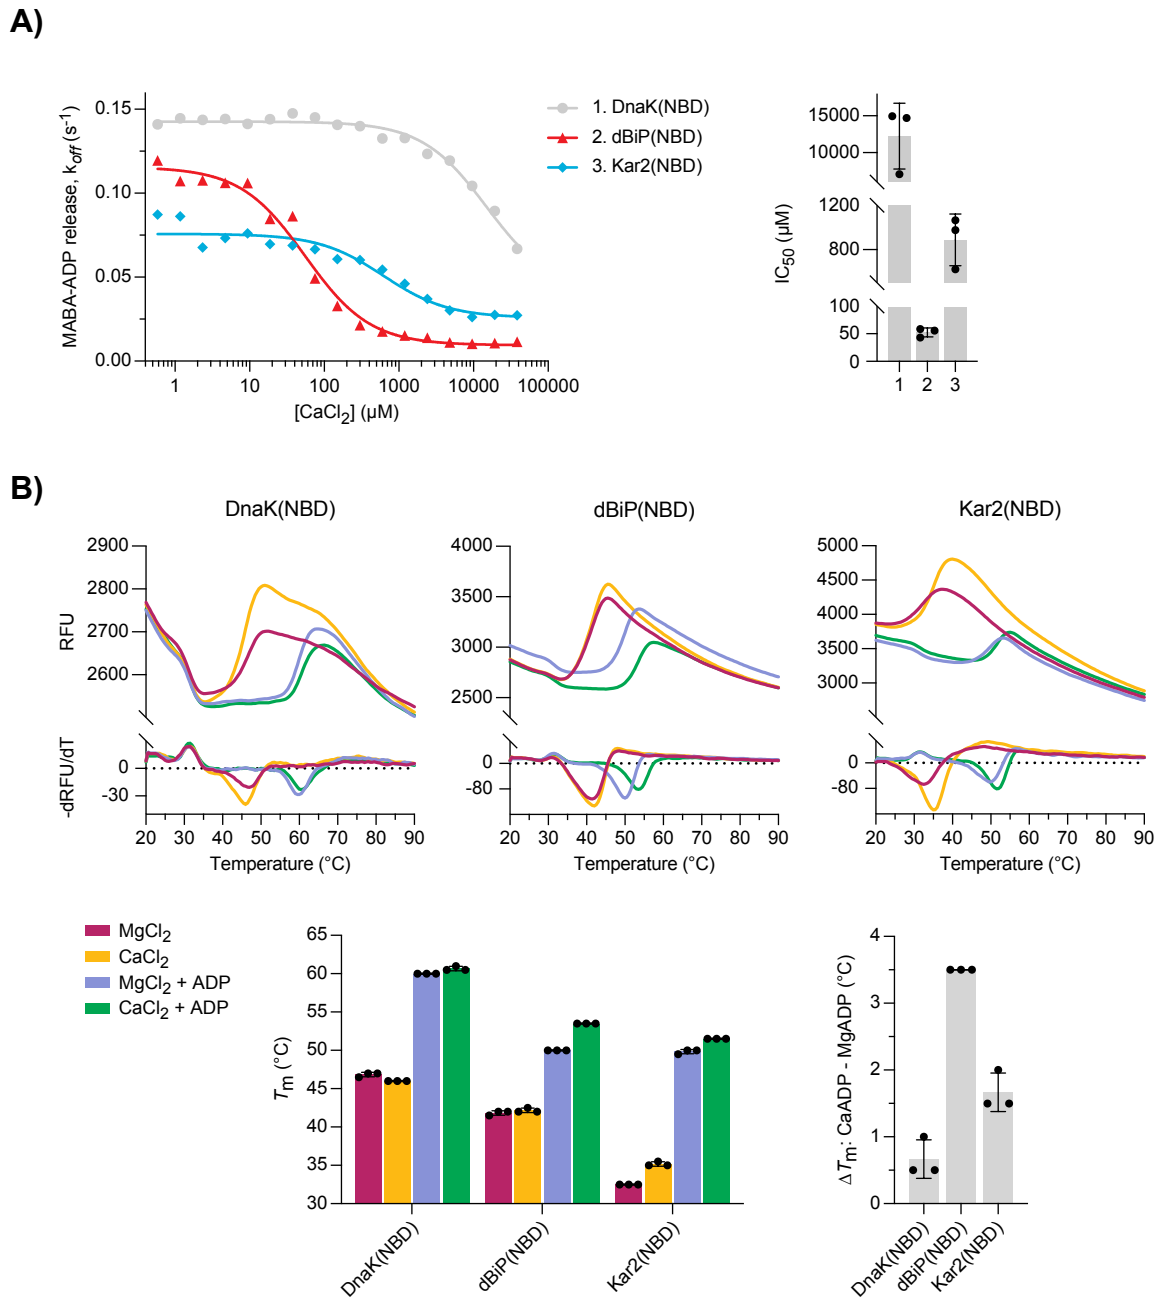 A)
0.15
0.10
0.05
0.00
MABA-ADP release, k_off (s⁻¹)
1 10 100 1000 10000 100000
[CaCl₂] (µM)
1. DnaK(NBD)
2. dBiP(NBD)
3. Kar2(NBD)
15000
10000
1200
800
100
50
0
IC₅₀ (µM)
1 2 3
B)
DnaK(NBD)
2900
2800
2700
2600
RFU
0
-30
-dRFU/dT
20 30 40 50 60 70 80 90
Temperature (°C)
dBiP(NBD)
4000
3500
3000
2500
0
-80
20 30 40 50 60 70 80 90
Temperature (°C)
Kar2(NBD)
5000
4500
4000
3500
3000
0
-80
20 30 40 50 60 70 80 90
Temperature (°C)
MgCl₂
CaCl₂
MgCl₂ + ADP
CaCl₂ + ADP
65
60
55
50
45
40
35
30
Tm (°C)
DnaK(NBD)
dBiP(NBD)
Kar2(NBD)
4
3
2
1
0
ΔTm: CaADP - MgADP (°C)
DnaK(NBD)
dBiP(NBD)
Kar2(NBD)